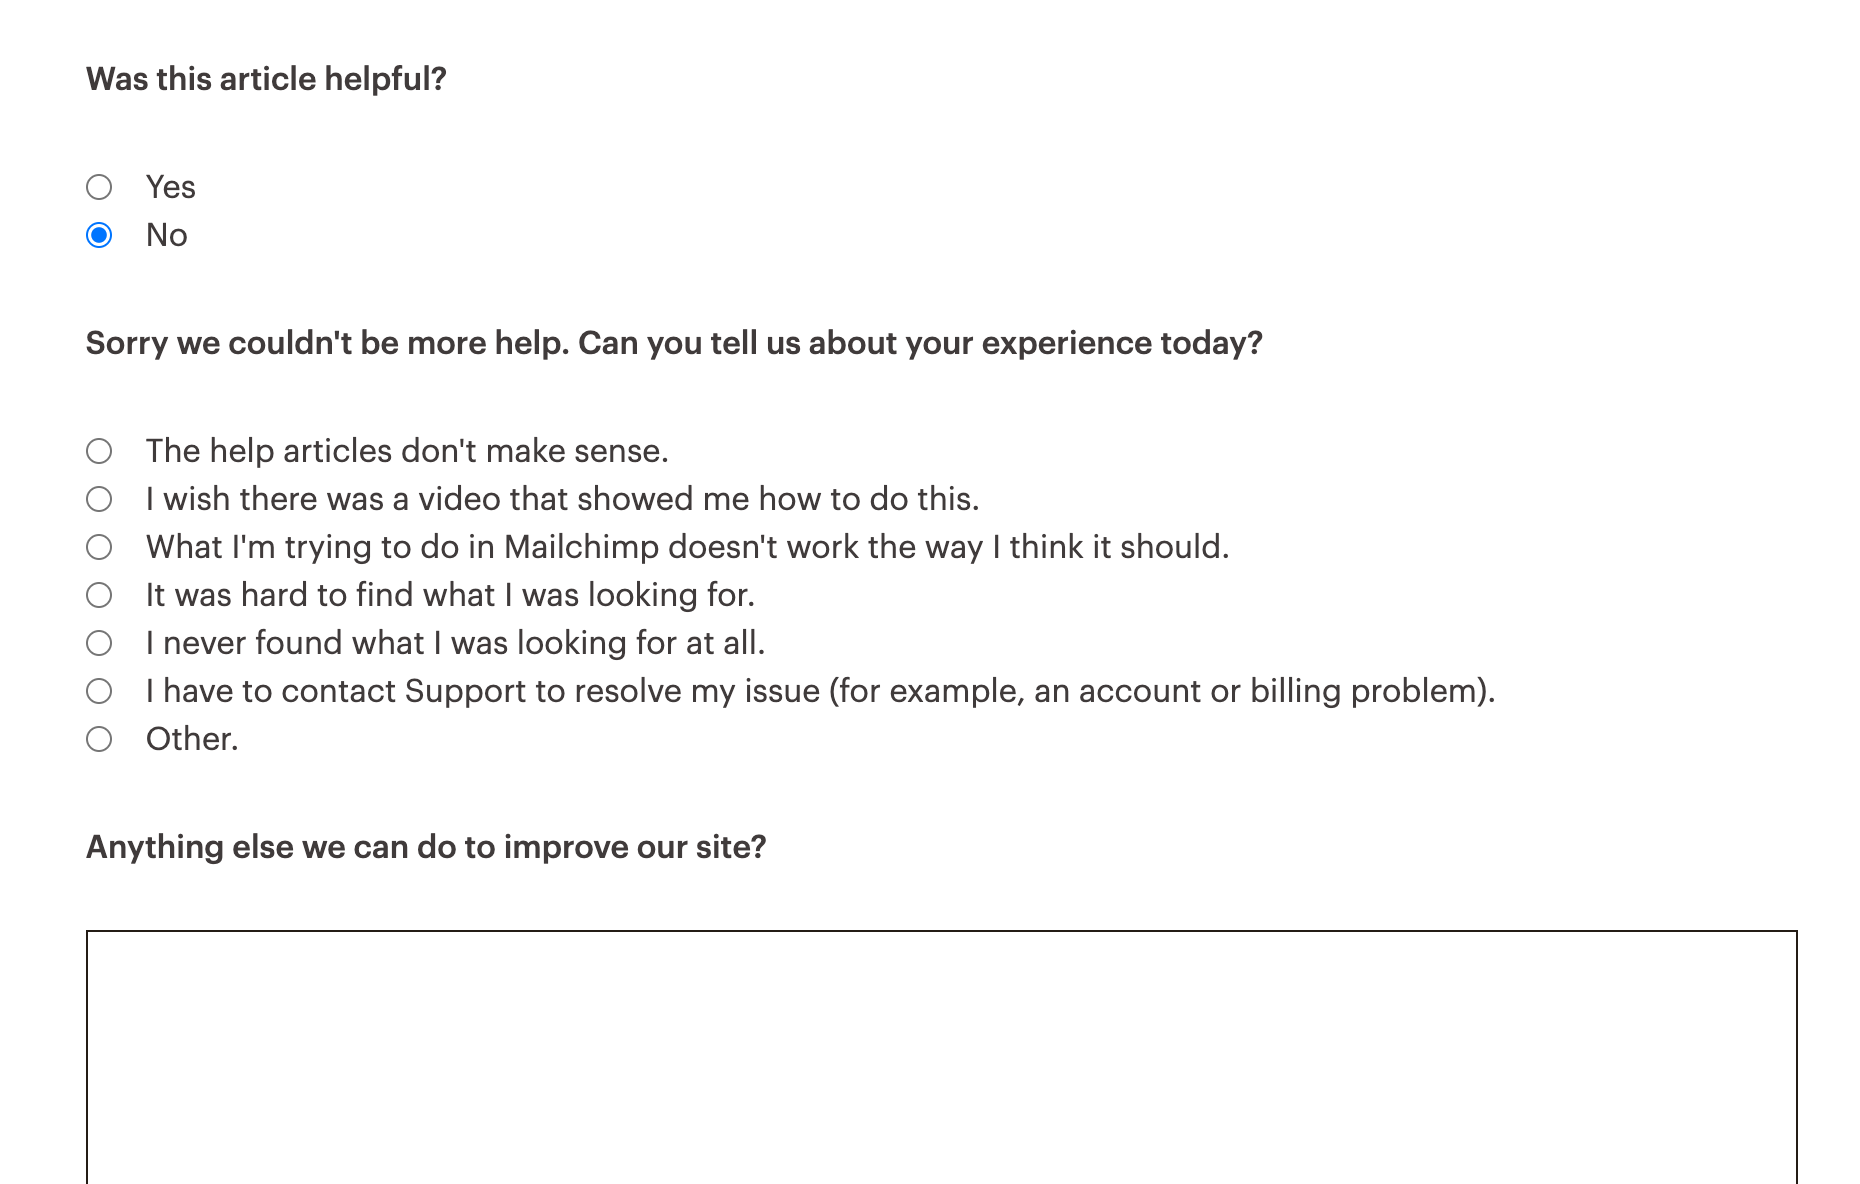 Was this article helpful?
Yes
No
Sorry we couldn't be more help. Can you tell us about your experience today?
The help articles don't make sense.
I wish there was a video that showed me how to do this.
What I'm trying to do in Mailchimp doesn't work the way I think it should.
It was hard to find what I was looking for.
I never found what I was looking for at all.
I have to contact Support to resolve my issue (for example, an account or billing problem).
Other.
Anything else we can do to improve our site?